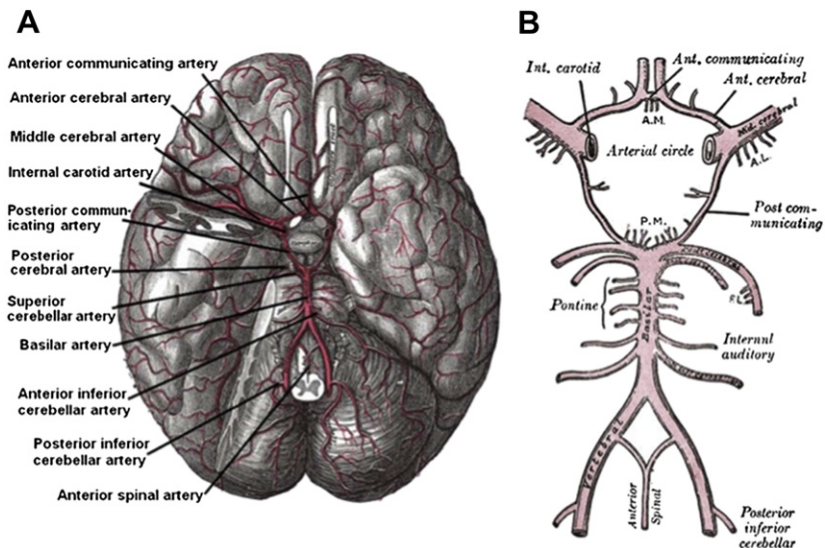 A
Anterior communicating artery
Anterior cerebral artery
Middle cerebral artery
Internal carotid artery
Posterior commun-
icating artery
Posterior
cerebral artery
Superior
cerebellar artery
Basilar artery
Anterior inferior
cerebellar artery
Posterior inferior
cerebellar artery
Anterior spinal artery
B
Int. carotid
Ant. communicating
Ant. cerebral
A.M.
Mid. cerebral
A.L.
Arterial circle
P.M.
Post com-
municating
P.L.
Pontine
Basilar
Internal
auditory
Vertebral
Anterior
Spinal
Posterior
inferior
cerebellar